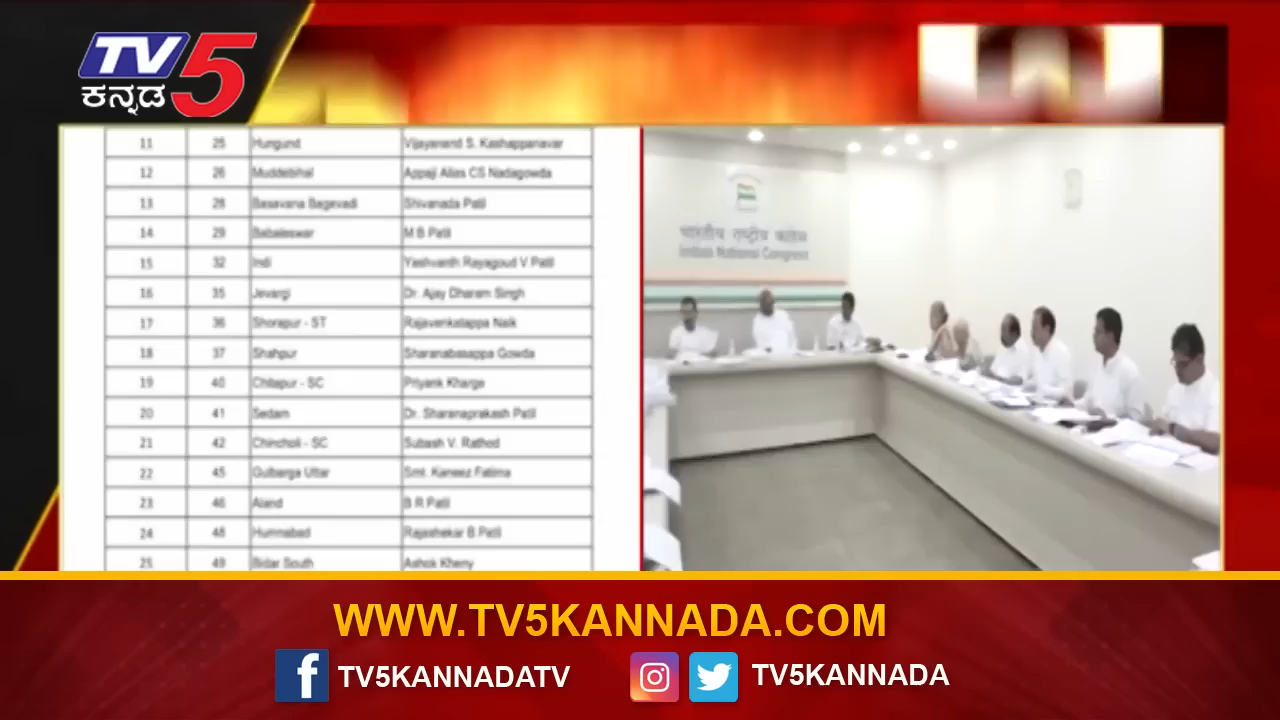 TV5
ಕನ್ನಡ
11 25 Hungund Vijayanand S. Kashappanavar
12 26 Muddebihal Appaji Alias CS Nadagowda
13 28 Basavana Bagevadi Shivanada Patil
14 29 Babaleswar M B Patil
15 32 Indi Yashvanth Rayagoud V Patil
16 35 Jevargi Dr. Ajay Dharam Singh
17 36 Shorapur - ST Rajavenkatappa Naik
18 37 Shahpur Sharanabasappa Gowda
19 40 Chitapur - SC Priyank Kharge
20 41 Sedam Dr. Sharanaprakash Patil
21 42 Chincholi - SC Subash V. Rathod
22 45 Gulbarga Uttar Smt. Kaneez Fatima
23 46 Aland B R Patil
24 48 Humnabad Rajashekar B Patil
25 49 Bidar South Ashok Kheny
भारतीय राष्ट्रीय कांग्रेस
Indian National Congress
WWW.TV5KANNADA.COM
TV5KANNADATV
TV5KANNADA